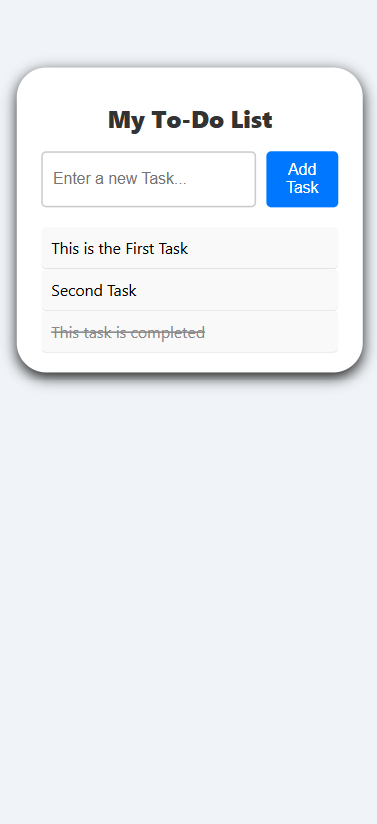 My To-Do List
Enter a new Task...
Add
Task
This is the First Task
Second Task
This task is completed